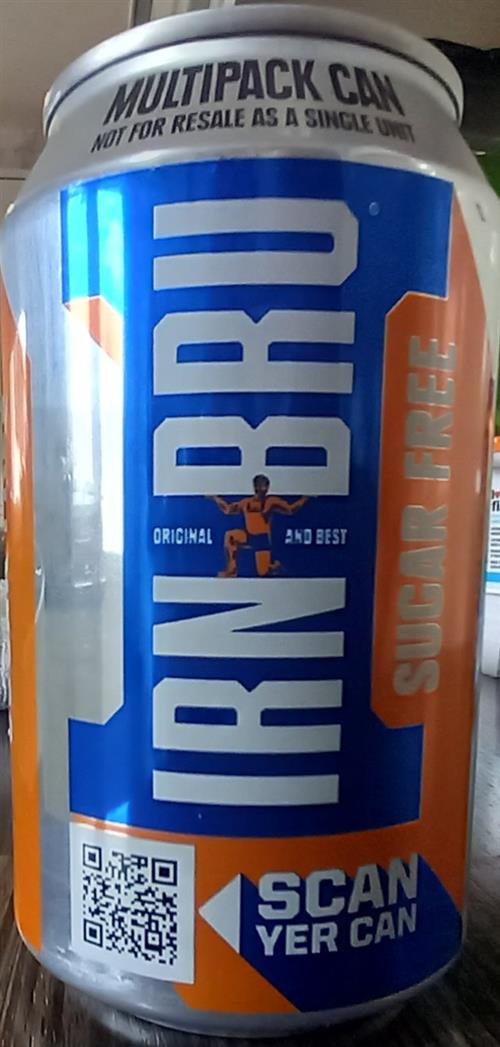 MULTIPACK CAN
NOT FOR RESALE AS A SINGLE UNIT
IRN BRU
ORIGINAL AND BEST
SUGAR FREE
SCAN
YER CAN